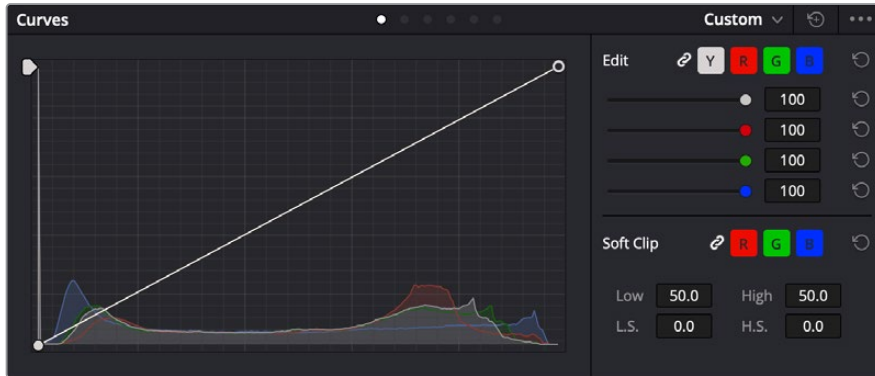 Curves Custom
Edit Y R G B
100
100
100
100
Soft Clip R G B
Low 50.0 High 50.0
L.S. 0.0 H.S. 0.0